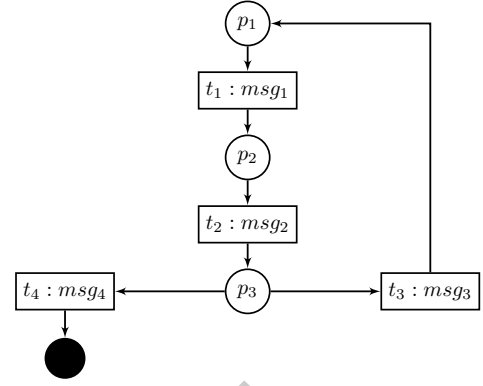 p₁
t₁ : msg₁
p₂
t₂ : msg₂
t₄ : msg₄
p₃
t₃ : msg₃